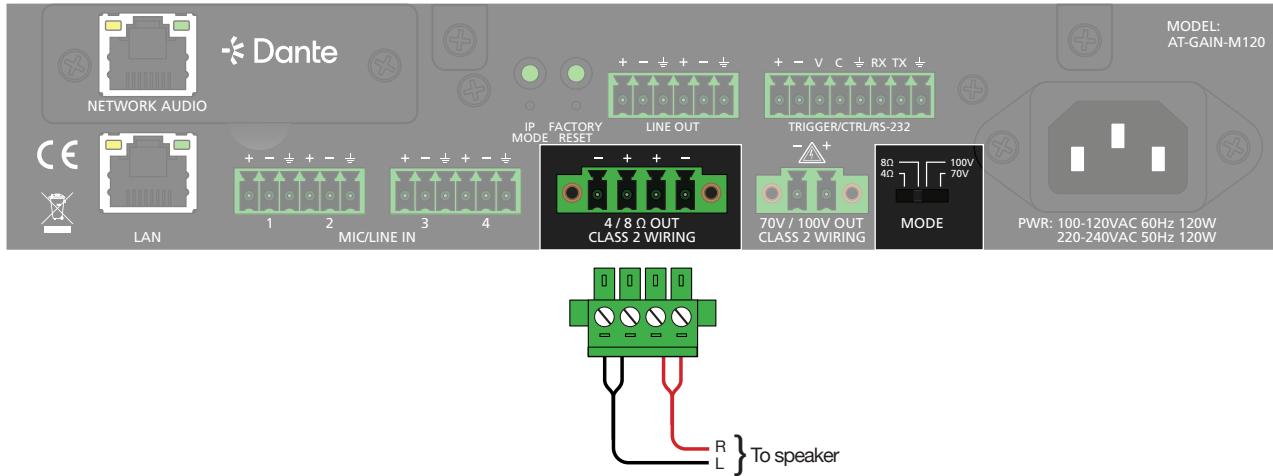 MODEL:
AT-GAIN-M120
Dante
NETWORK AUDIO
+ − V C RX TX
+ − + −
IP MODE
FACTORY RESET
LINE OUT
TRIGGER/CTRL/RS-232
CE
+ − + −
+ − + −
1 2 3 4
LAN
MIC/LINE IN
− + + −
4 / 8 Ω OUT
CLASS 2 WIRING
− +
70V / 100V OUT
CLASS 2 WIRING
8Ω 100V
4Ω 70V
MODE
PWR: 100-120VAC 60Hz 120W
220-240VAC 50Hz 120W
R
L
To speaker